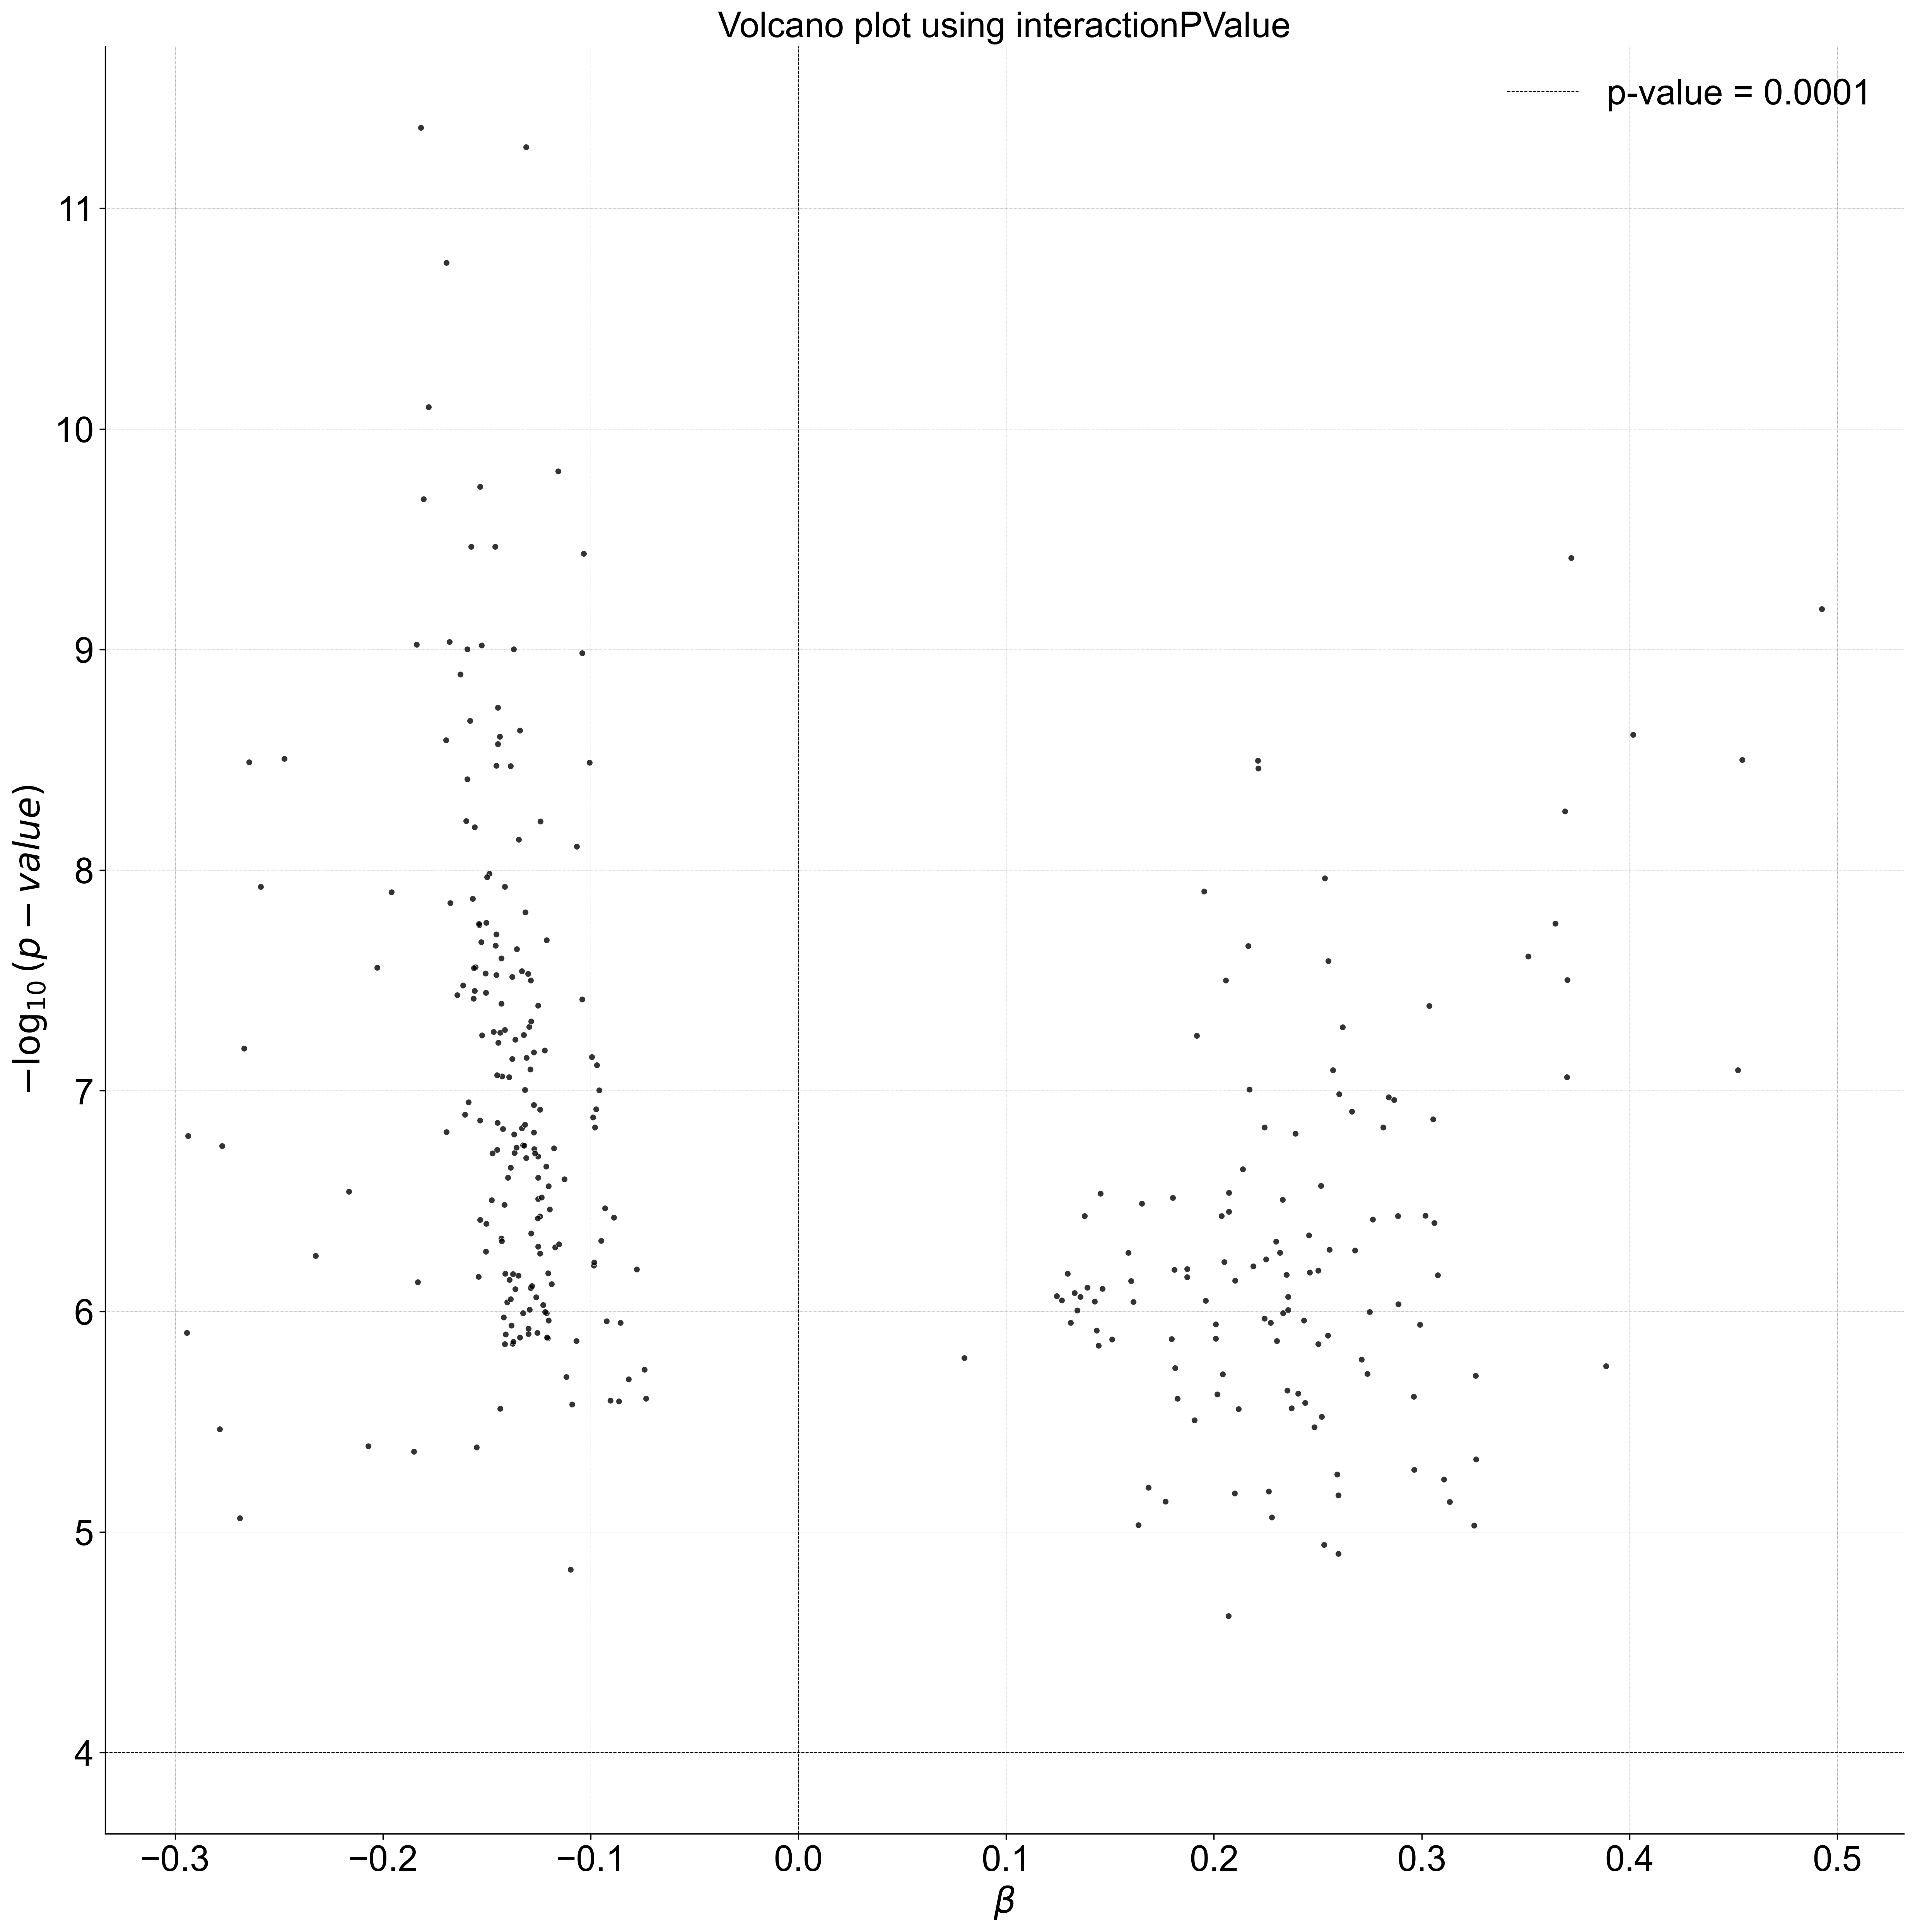 Volcano plot using interactionPValue
p-value = 0.0001
11
10
9
8
7
6
5
4
−log₁₀ (p − value)
−0.3 −0.2 −0.1 0.0 0.1 0.2 0.3 0.4 0.5
β